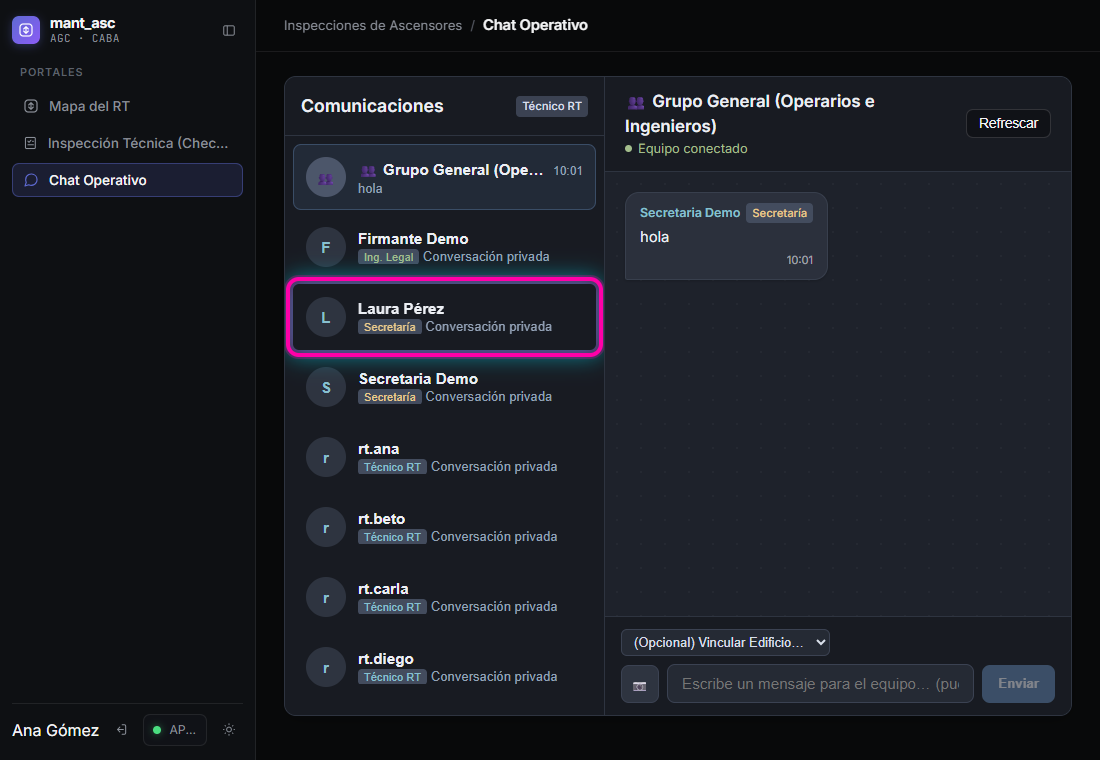 mant_asc
AGC · CABA
PORTALES
Mapa del RT
Inspección Técnica (Chec...
Chat Operativo
Ana Gómez
AP...
Inspecciones de Ascensores / Chat Operativo
Comunicaciones
Técnico RT
Grupo General (Ope... 10:01
hola
F
Firmante Demo
Ing. Legal Conversación privada
L
Laura Pérez
Secretaría Conversación privada
S
Secretaria Demo
Secretaría Conversación privada
r
rt.ana
Técnico RT Conversación privada
r
rt.beto
Técnico RT Conversación privada
r
rt.carla
Técnico RT Conversación privada
r
rt.diego
Técnico RT Conversación privada
Grupo General (Operarios e
Ingenieros)
Equipo conectado
Refrescar
Secretaria Demo Secretaría
hola
10:01
(Opcional) Vincular Edificio...
Escribe un mensaje para el equipo... (pu
Enviar